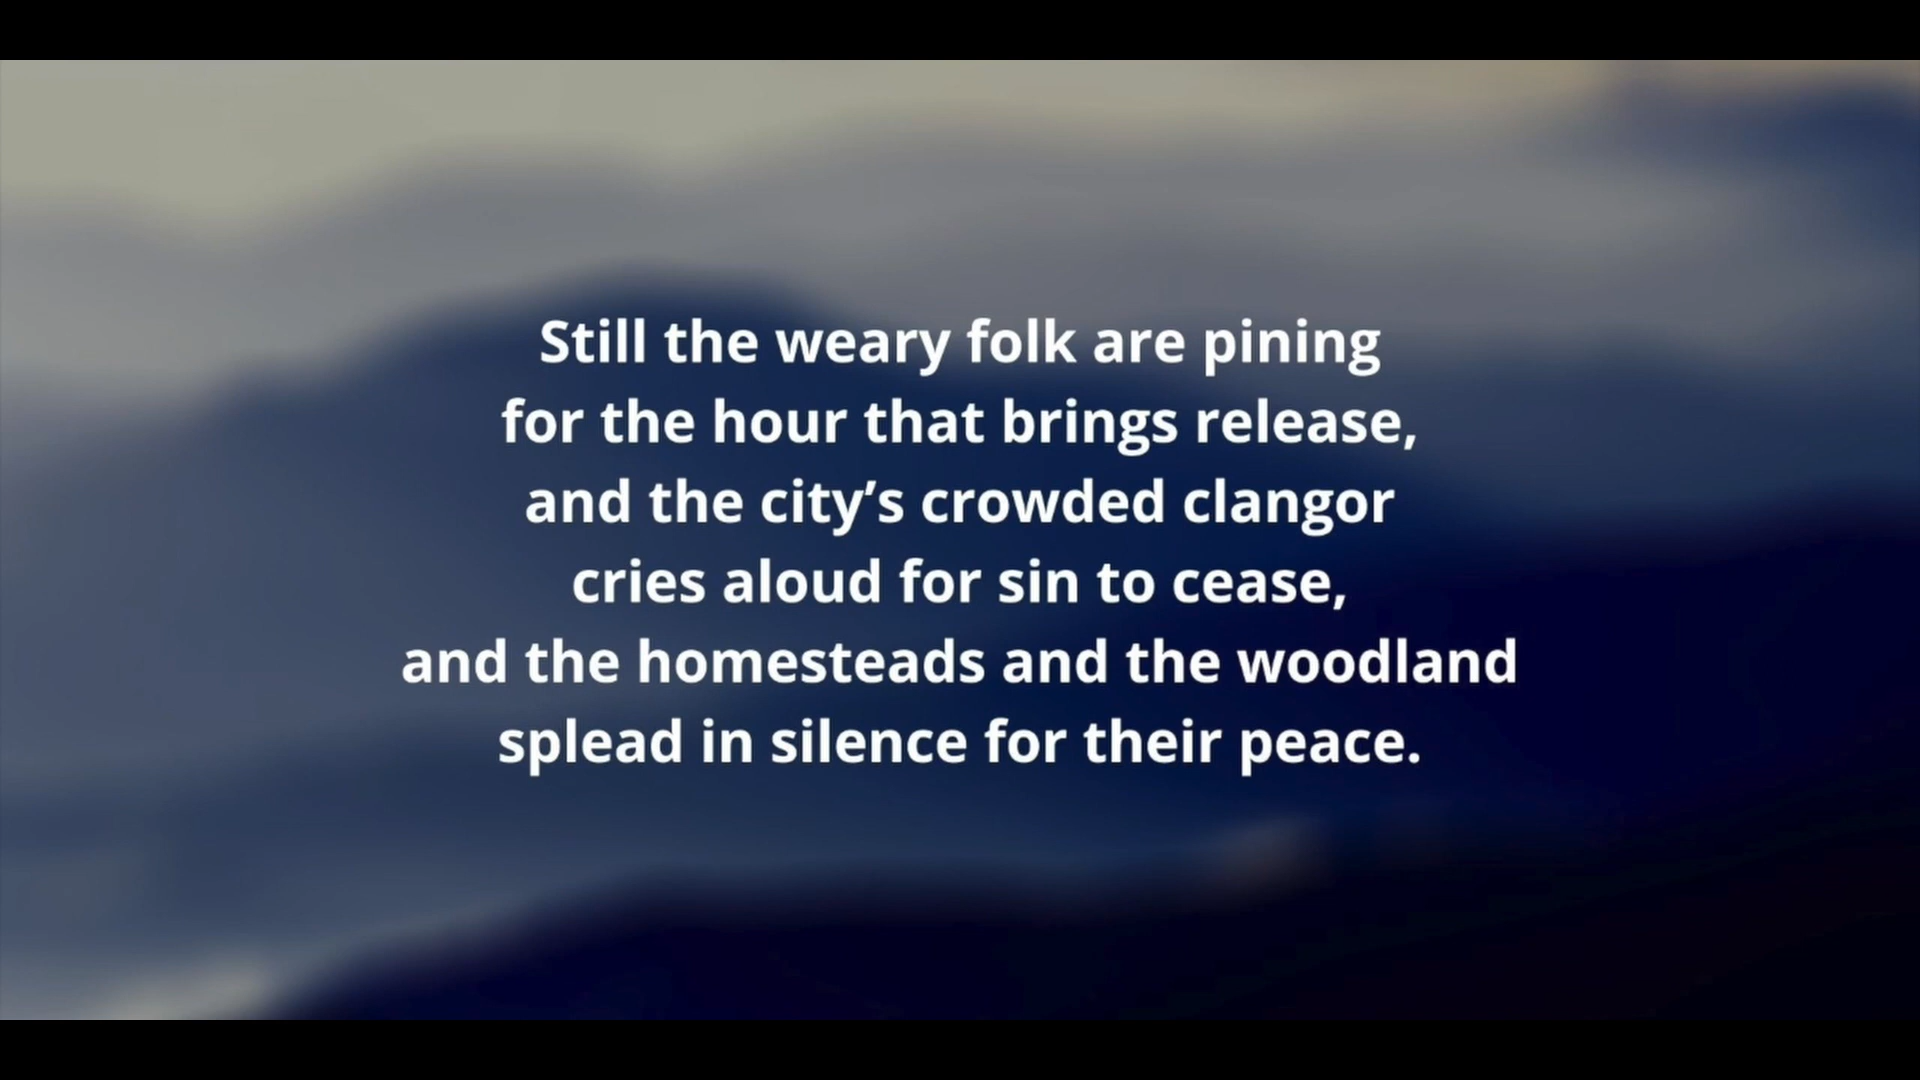 Still the weary folk are pining
for the hour that brings release,
and the city’s crowded clangor
cries aloud for sin to cease,
and the homesteads and the woodland
splead in silence for their peace.